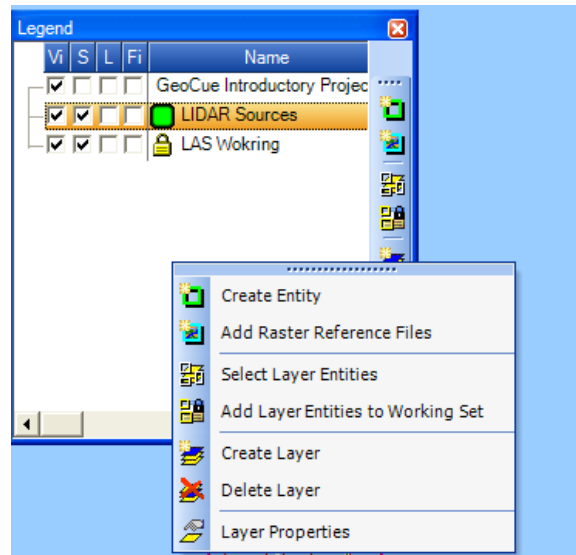 Legend
Vi S L Fi Name
GeoCue Introductory Projec
LIDAR Sources
LAS Wokring
Create Entity
Add Raster Reference Files
Select Layer Entities
Add Layer Entities to Working Set
Create Layer
Delete Layer
Layer Properties